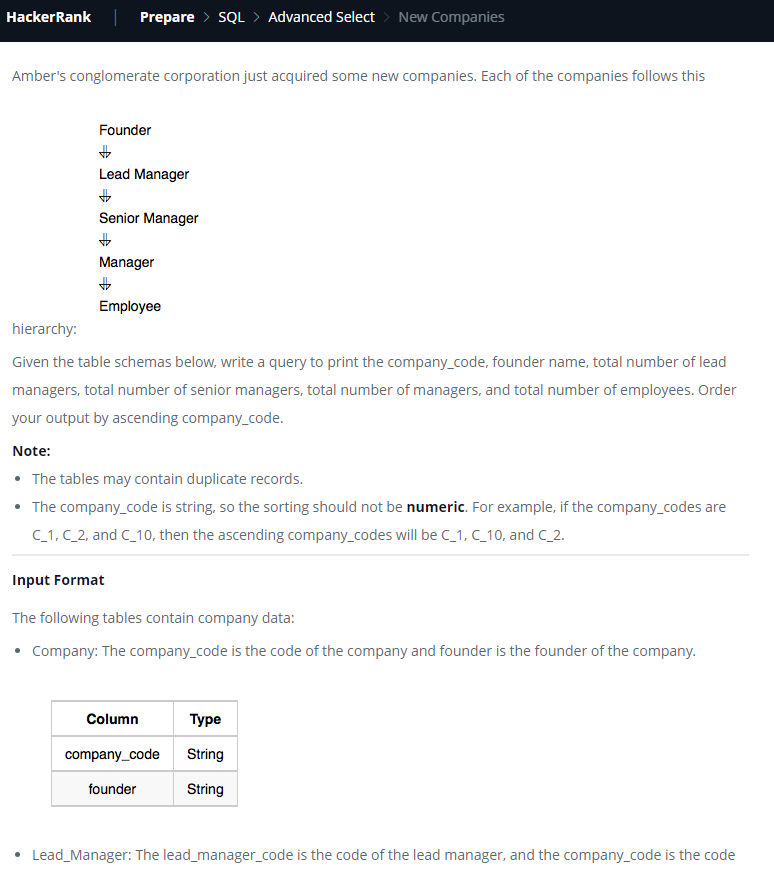 HackerRank | Prepare > SQL > Advanced Select > New Companies
Amber's conglomerate corporation just acquired some new companies. Each of the companies follows this
Founder
Lead Manager
Senior Manager
Manager
Employee
hierarchy:
Given the table schemas below, write a query to print the company_code, founder name, total number of lead
managers, total number of senior managers, total number of managers, and total number of employees. Order
your output by ascending company_code.
Note:
• The tables may contain duplicate records.
• The company_code is string, so the sorting should not be numeric. For example, if the company_codes are
C_1, C_2, and C_10, then the ascending company_codes will be C_1, C_10, and C_2.
Input Format
The following tables contain company data:
• Company: The company_code is the code of the company and founder is the founder of the company.
Column Type
company_code String
founder String
• Lead_Manager: The lead_manager_code is the code of the lead manager, and the company_code is the code